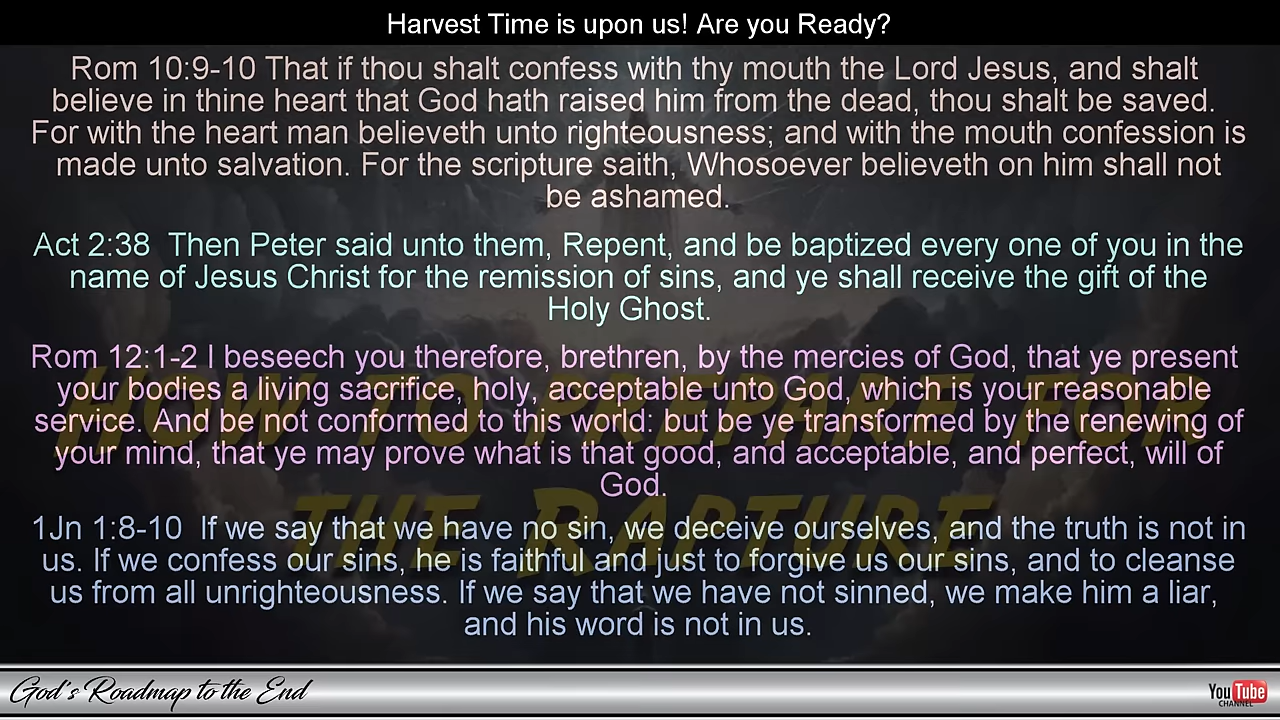 Harvest Time is upon us! Are you Ready?
Rom 10:9-10 That if thou shalt confess with thy mouth the Lord Jesus, and shalt
believe in thine heart that God hath raised him from the dead, thou shalt be saved.
For with the heart man believeth unto righteousness; and with the mouth confession is
made unto salvation. For the scripture saith, Whosoever believeth on him shall not
be ashamed.
Act 2:38  Then Peter said unto them, Repent, and be baptized every one of you in the
name of Jesus Christ for the remission of sins, and ye shall receive the gift of the
Holy Ghost.
Rom 12:1-2 I beseech you therefore, brethren, by the mercies of God, that ye present
your bodies a living sacrifice, holy, acceptable unto God, which is your reasonable
service. And be not conformed to this world: but be ye transformed by the renewing of
your mind, that ye may prove what is that good, and acceptable, and perfect, will of
God.
HOW TO PREPARE FOR
THE RAPTURE
1Jn 1:8-10  If we say that we have no sin, we deceive ourselves, and the truth is not in
us. If we confess our sins, he is faithful and just to forgive us our sins, and to cleanse
us from all unrighteousness. If we say that we have not sinned, we make him a liar,
and his word is not in us.
God's Roadmap to the End
YouTube
CHANNEL